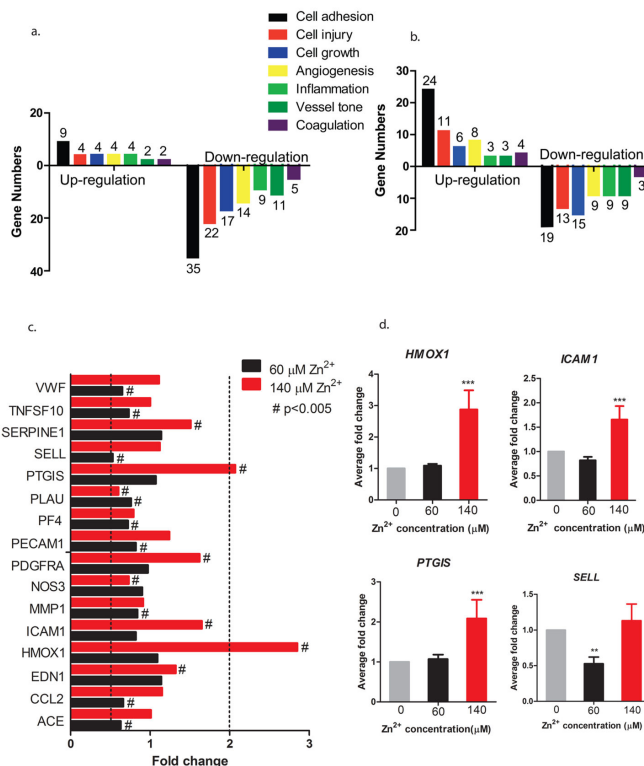 a.
Cell adhesion
Cell injury
Cell growth
Angiogenesis
Inflammation
Vessel tone
Coagulation
Gene Numbers
20
0
20
40
9
4
4
4
4
2
2
Up-regulation
Down-regulation
35
22
17
14
9
11
5
b.
Gene Numbers
30
20
10
0
10
20
24
11
6
8
3
3
4
Up-regulation
Down-regulation
19
13
15
9
9
9
3
c.
60 μM Zn²⁺
140 μM Zn²⁺
# p<0.005
VWF #
TNFSF10 #
SERPINE1 #
SELL #
PTGIS #
PLAU # #
PF4 #
PECAM1 #
PDGFRA #
NOS3 #
MMP1 #
ICAM1 #
HMOX1 #
EDN1 #
CCL2 #
ACE #
0 1 2 3
Fold change
d.
HMOX1
Average fold change
4
3
2
1
0
***
0 60 140
Zn²⁺ concentration (μM)
ICAM1
Average fold change
2.5
2.0
1.5
1.0
0.5
0.0
***
0 60 140
Zn²⁺ concentration (μM)
PTGIS
Average fold change
3
2
1
0
***
0 60 140
Zn²⁺ concentration(μM)
SELL
Average fold change
1.5
1.0
0.5
0.0
**
0 60 140
Zn²⁺ concentration(μM)